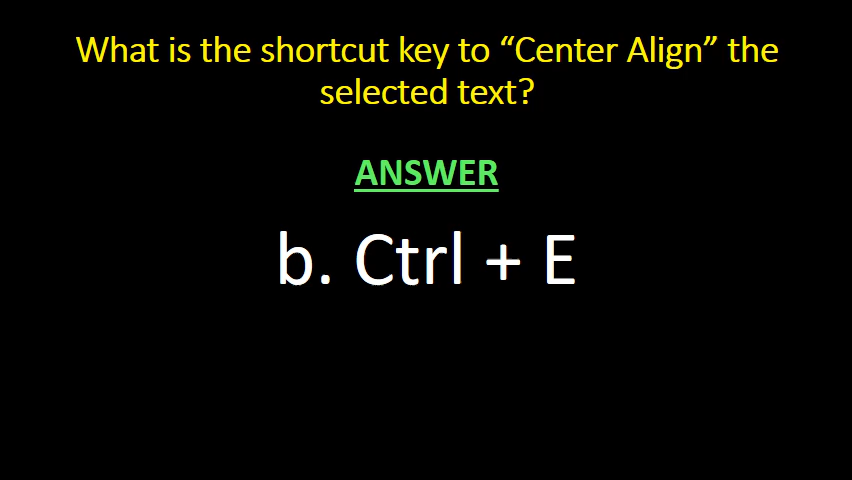 What is the shortcut key to “Center Align” the
selected text?
ANSWER
b. Ctrl + E